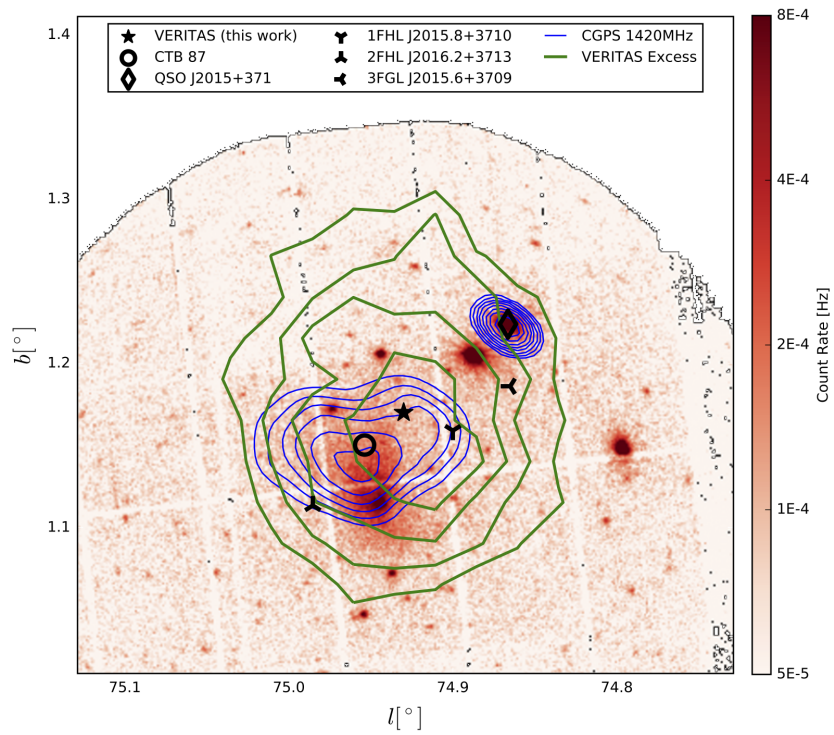 VERITAS (this work)
CTB 87
QSO J2015+371
1FHL J2015.8+3710
2FHL J2016.2+3713
3FGL J2015.6+3709
CGPS 1420MHz
VERITAS Excess
1.4
1.3
1.2
1.1
b[°]
75.1
75.0
74.9
74.8
l[°]
8E-4
4E-4
2E-4
1E-4
5E-5
Count Rate [Hz]